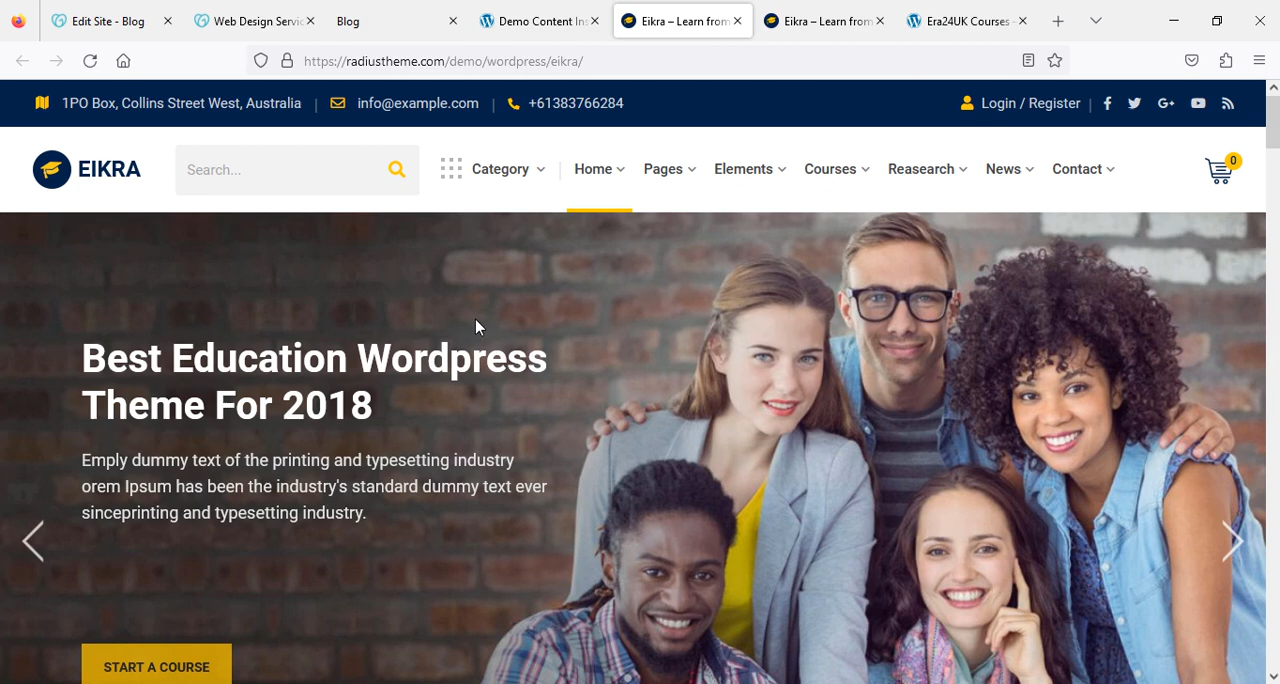 Edit Site - Blog
Web Design Servic
Blog
Demo Content Ins
Eikra – Learn from
Eikra – Learn from
Era24UK Courses -
https://radiustheme.com/demo/wordpress/eikra/
1PO Box, Collins Street West, Australia | info@example.com | +61383766284
Login / Register |
EIKRA
Search...
Category
Home
Pages
Elements
Courses
Reasearch
News
Contact
0
Best Education Wordpress
Theme For 2018
Emply dummy text of the printing and typesetting industry
orem Ipsum has been the industry's standard dummy text ever
sinceprinting and typesetting industry.
START A COURSE